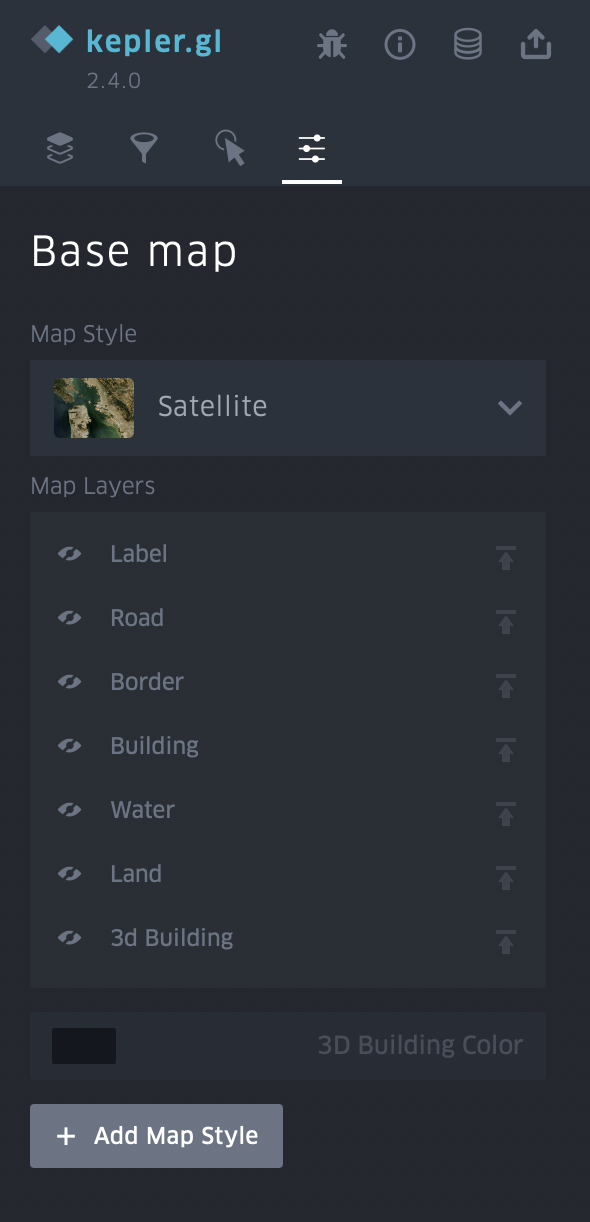 kepler.gl
2.4.0
Base map
Map Style
Satellite
Map Layers
Label
Road
Border
Building
Water
Land
3d Building
3D Building Color
+ Add Map Style